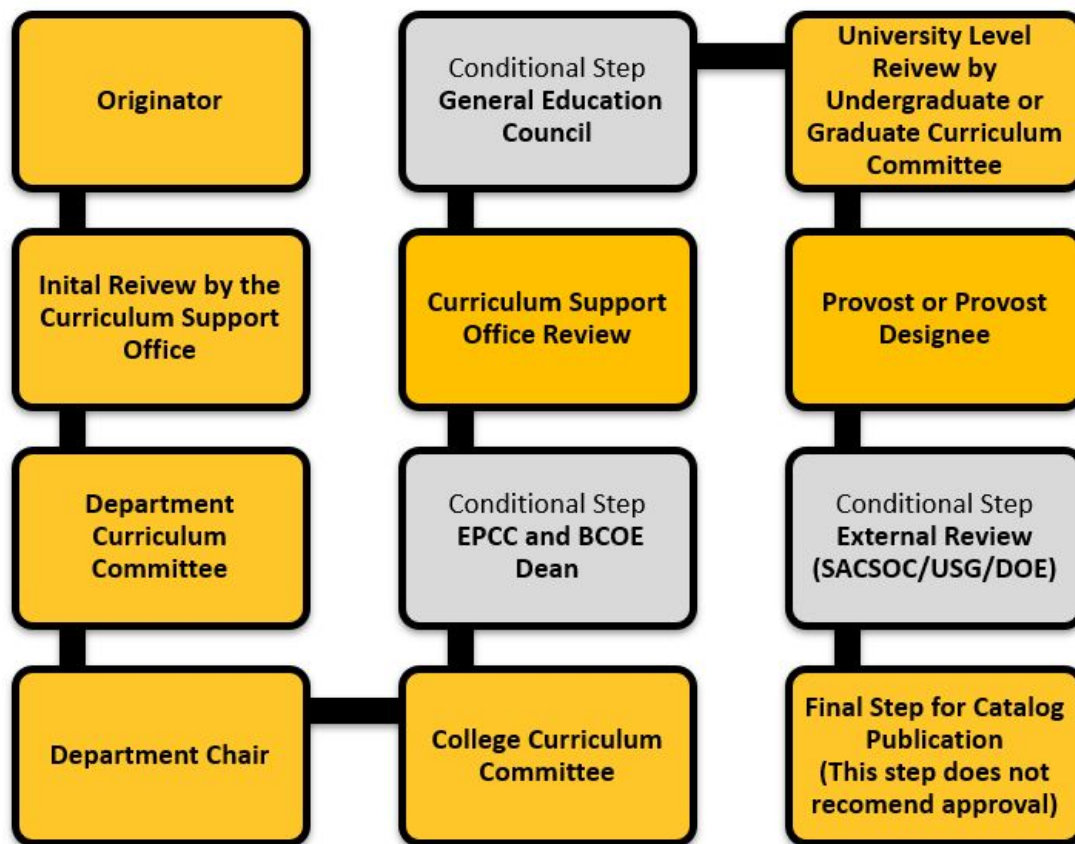 Originator
Inital Reivew by the
Curriculum Support
Office
Department
Curriculum
Committee
Department Chair
College Curriculum
Committee
Conditional Step
EPCC and BCOE
Dean
Curriculum Support
Office Review
Conditional Step
General Education
Council
University Level
Reivew by
Undergraduate or
Graduate Curriculum
Committee
Provost or Provost
Designee
Conditional Step
External Review
(SACSOC/USG/DOE)
Final Step for Catalog
Publication
(This step does not
recomend approval)